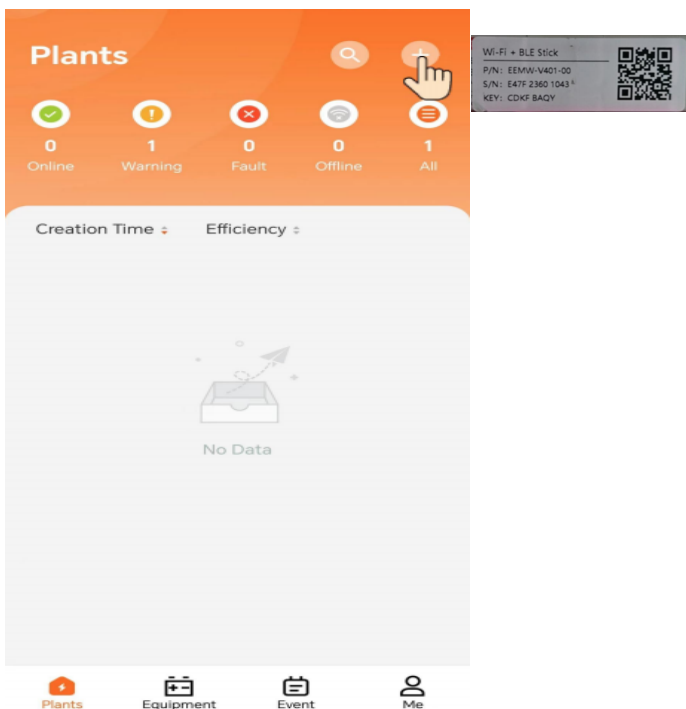 Plants
0
1
0
0
1
Online
Warning
Fault
Offline
All
Creation Time
Efficiency
No Data
Plants
Equipment
Event
Me
Wi-Fi + BLE Stick
P/N: EEMW-V401-00
S/N: E47F 2360 1043 A
KEY: CDKF BAQY